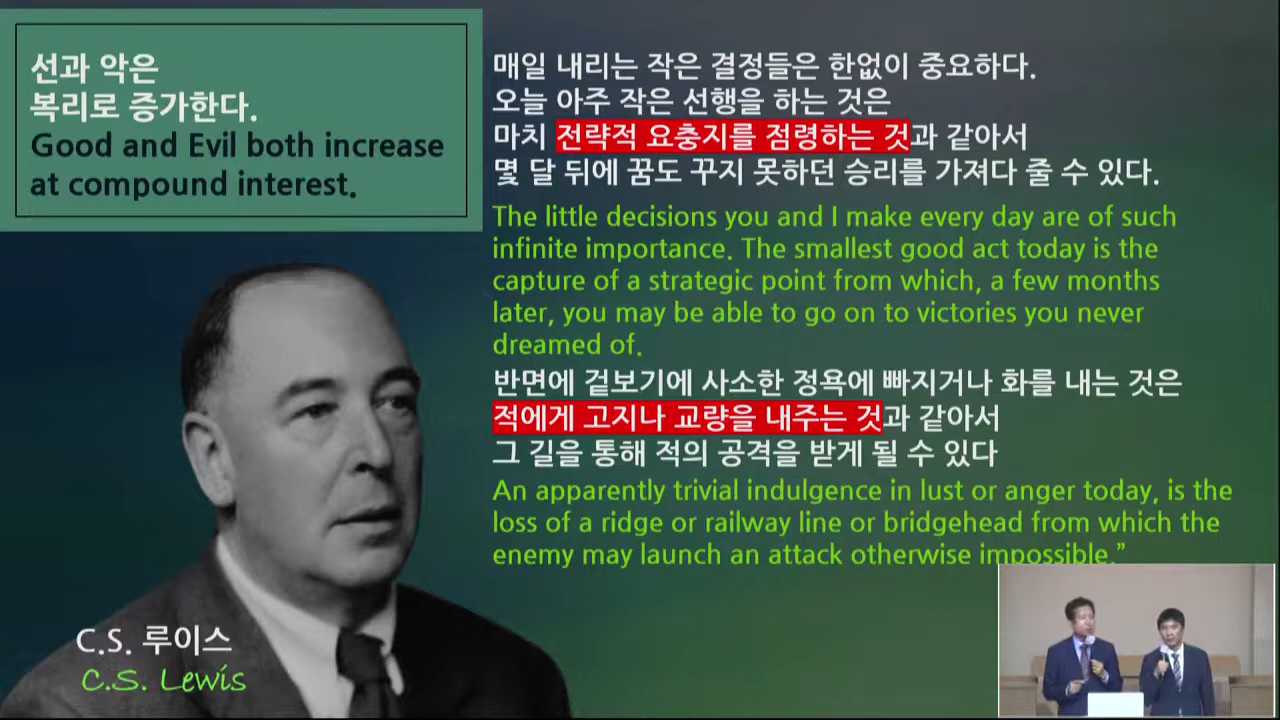 선과 악은
복리로 증가한다.
Good and Evil both increase
at compound interest.
매일 내리는 작은 결정들은 한없이 중요하다.
오늘 아주 작은 선행을 하는 것은
마치 전략적 요충지를 점령하는 것과 같아서
몇 달 뒤에 꿈도 꾸지 못하던 승리를 가져다 줄 수 있다.
The little decisions you and I make every day are of such
infinite importance. The smallest good act today is the
capture of a strategic point from which, a few months
later, you may be able to go on to victories you never
dreamed of.
반면에 겉보기에 사소한 정욕에 빠지거나 화를 내는 것은
적에게 고지나 교량을 내주는 것과 같아서
그 길을 통해 적의 공격을 받게 될 수 있다
An apparently trivial indulgence in lust or anger today, is the
loss of a ridge or railway line or bridgehead from which the
enemy may launch an attack otherwise impossible.”
C.S. 루이스
C.S. Lewis